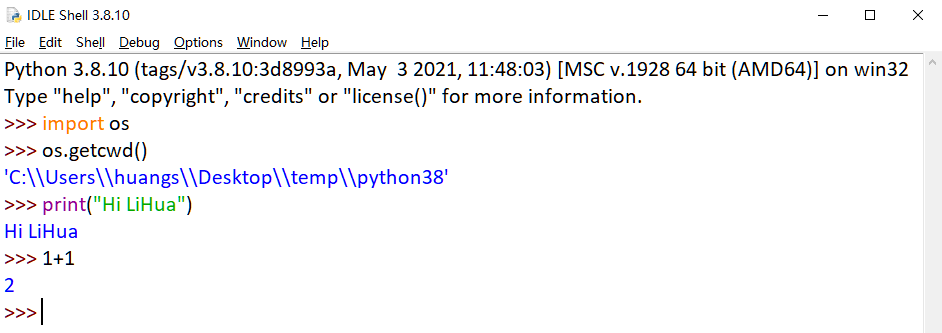 IDLE Shell 3.8.10
File Edit Shell Debug Options Window Help
Python 3.8.10 (tags/v3.8.10:3d8993a, May  3 2021, 11:48:03) [MSC v.1928 64 bit (AMD64)] on win32
Type "help", "copyright", "credits" or "license()" for more information.
>>> import os
>>> os.getcwd()
'C:\\Users\\huangs\\Desktop\\temp\\python38'
>>> print("Hi LiHua")
Hi LiHua
>>> 1+1
2
>>>